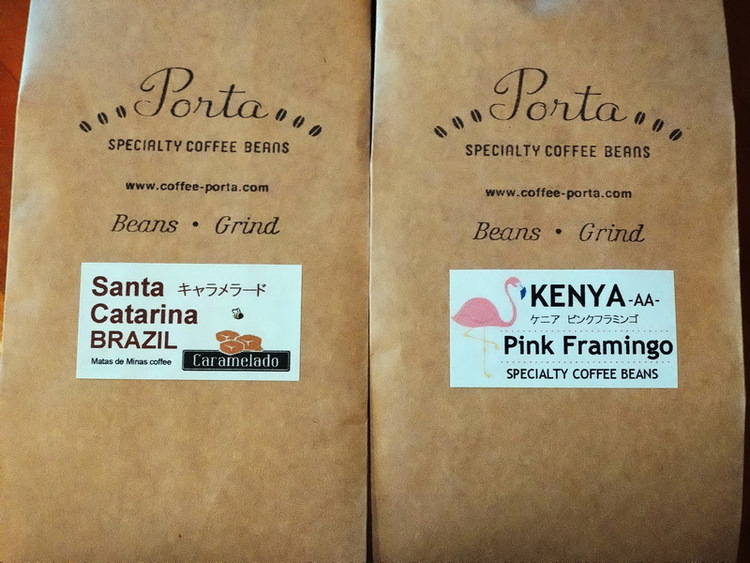 Porta
SPECIALTY COFFEE BEANS
www.coffee-porta.com
Beans • Grind
Santa キャラメラード
Catarina
BRAZIL
Matas de Minas coffee
Caramelado
Porta
SPECIALTY COFFEE BEANS
www.coffee-porta.com
Beans • Grind
KENYA -AA-
ケニア ピンクフラミンゴ
Pink Framingo
SPECIALTY COFFEE BEANS